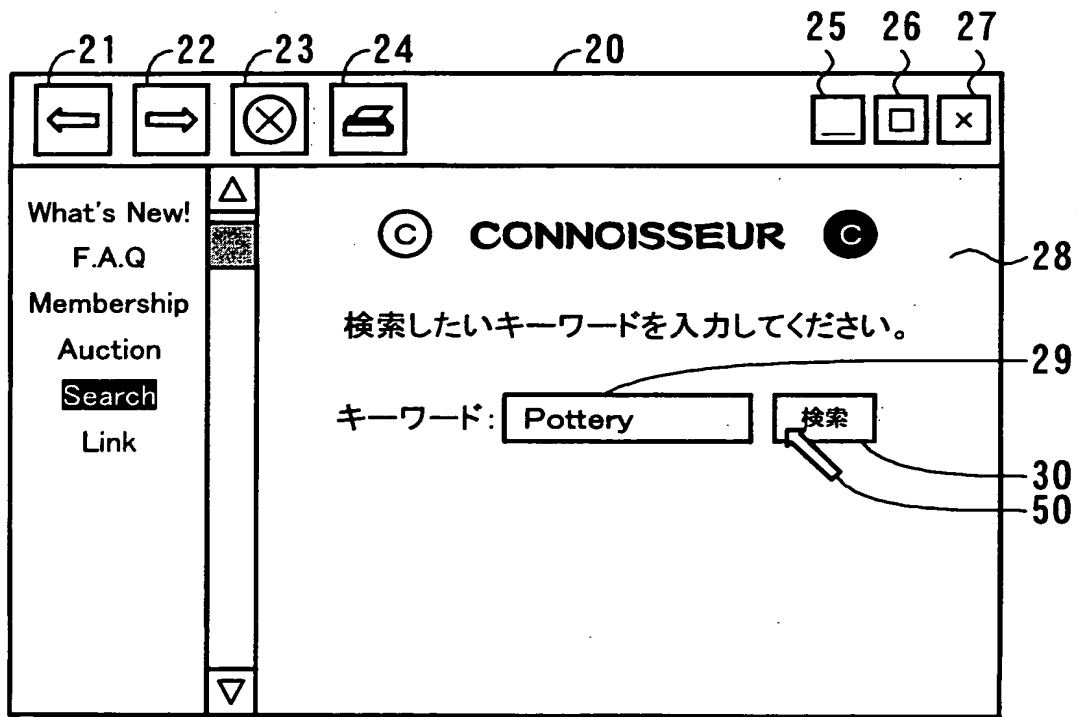 21 22 23 24 20 25 26 27
What's New!
F.A.Q
Membership
Auction
Search
Link
Ⓒ CONNOISSEUR C
28
検索したいキーワードを入力してください。
29
キーワード: Pottery 検索
30
50